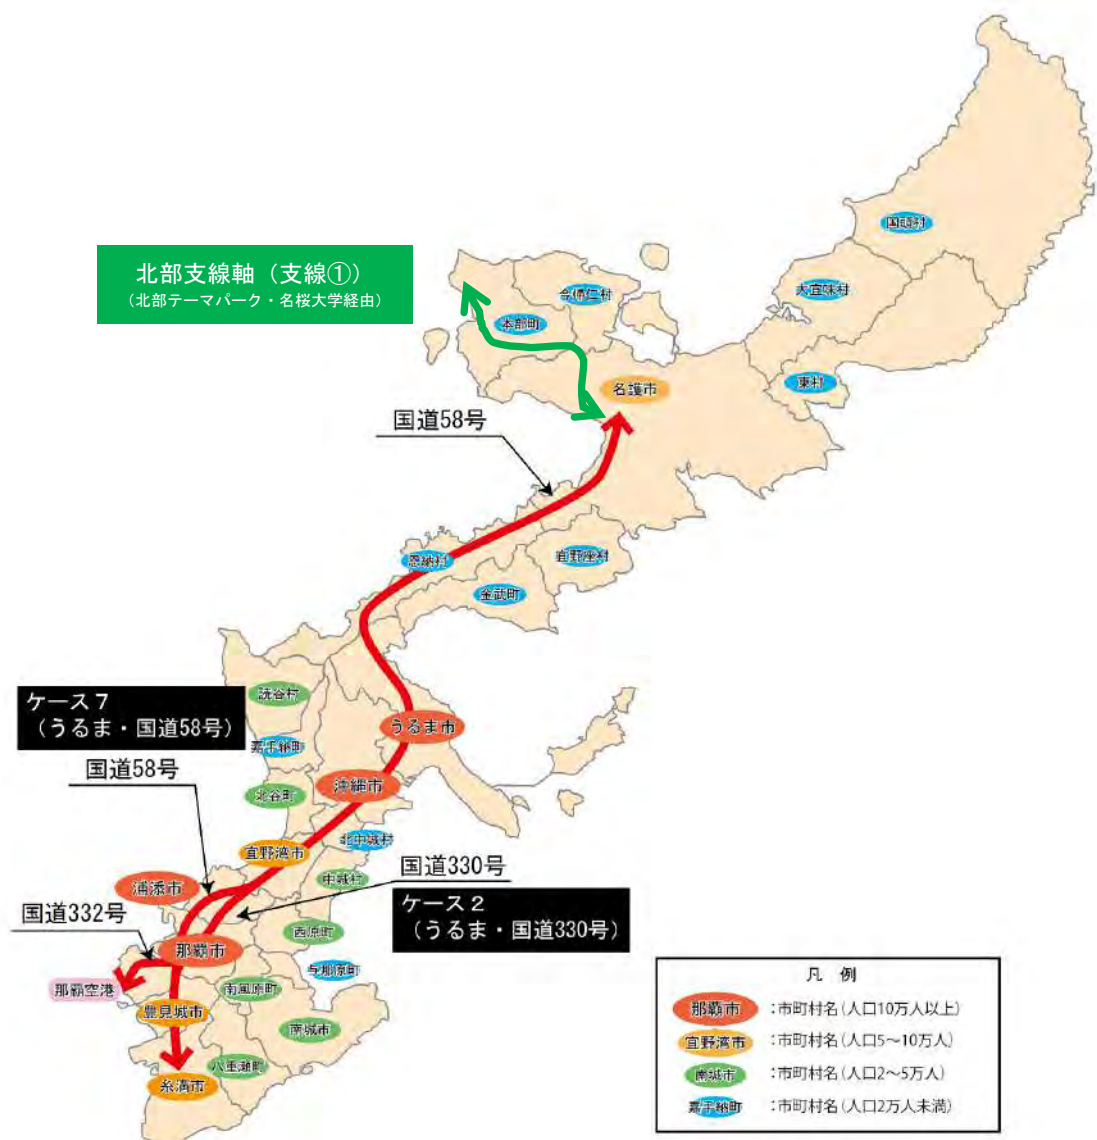 国頭村
北部支線軸（支線①）
（北部テーマパーク・名桜大学経由）
今帰仁村
大宜味村
本部町
東村
名護市
国道58号
恩納村
宜野座村
金武町
読谷村
ケース７
（うるま・国道58号）
うるま市
嘉手納町
国道58号
沖縄市
北谷町
北中城村
宜野湾市
国道330号
中城村
浦添市
ケース２
（うるま・国道330号）
国道332号
西原町
那覇市
与那原町
那覇空港
南風原町
豊見城市
南城市
八重瀬町
糸満市
凡 例
那覇市 ：市町村名（人口10万人以上）
宜野湾市 ：市町村名（人口5～10万人）
南城市 ：市町村名（人口2～5万人）
嘉手納町 ：市町村名（人口2万人未満）